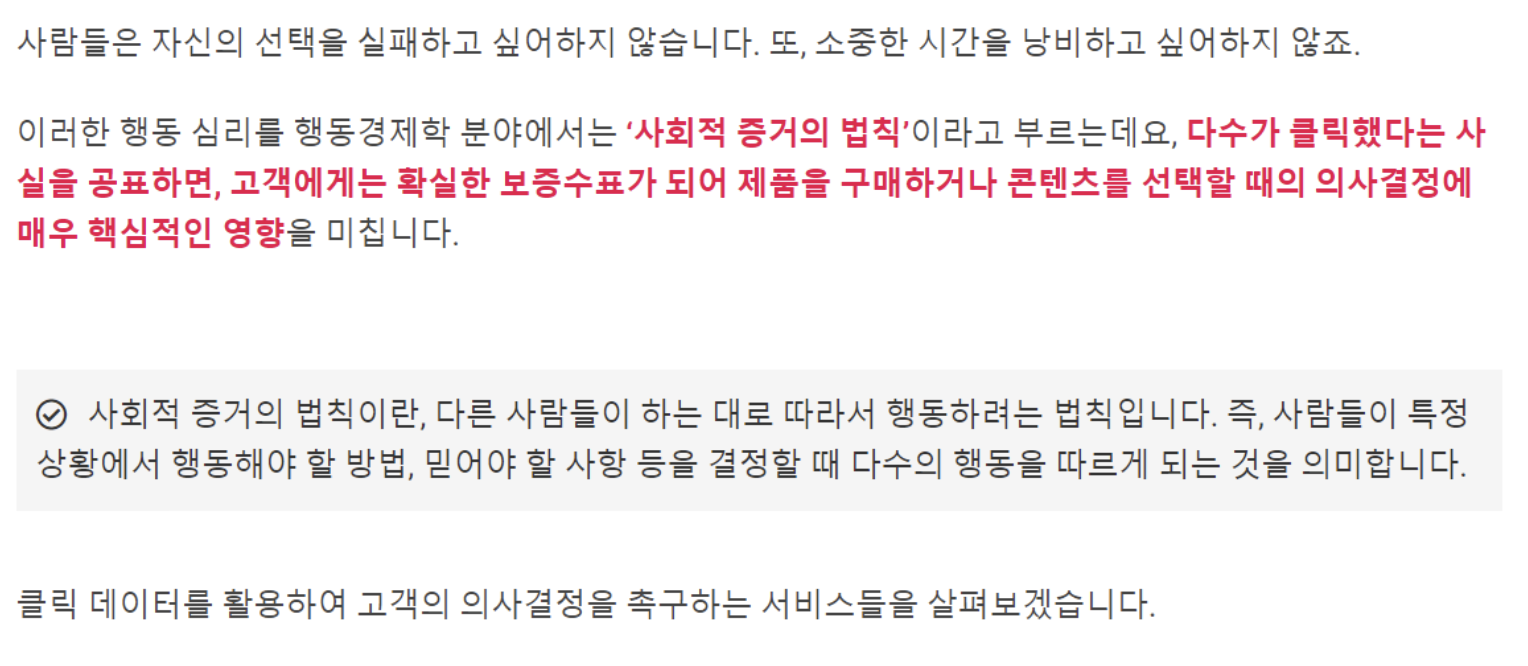 사람들은 자신의 선택을 실패하고 싶어하지 않습니다. 또, 소중한 시간을 낭비하고 싶어하지 않죠.
이러한 행동 심리를 행동경제학 분야에서는 ‘사회적 증거의 법칙’이라고 부르는데요, 다수가 클릭했다는 사
실을 공표하면, 고객에게는 확실한 보증수표가 되어 제품을 구매하거나 콘텐츠를 선택할 때의 의사결정에
매우 핵심적인 영향을 미칩니다.
사회적 증거의 법칙이란, 다른 사람들이 하는 대로 따라서 행동하려는 법칙입니다. 즉, 사람들이 특정
상황에서 행동해야 할 방법, 믿어야 할 사항 등을 결정할 때 다수의 행동을 따르게 되는 것을 의미합니다.
클릭 데이터를 활용하여 고객의 의사결정을 촉구하는 서비스들을 살펴보겠습니다.